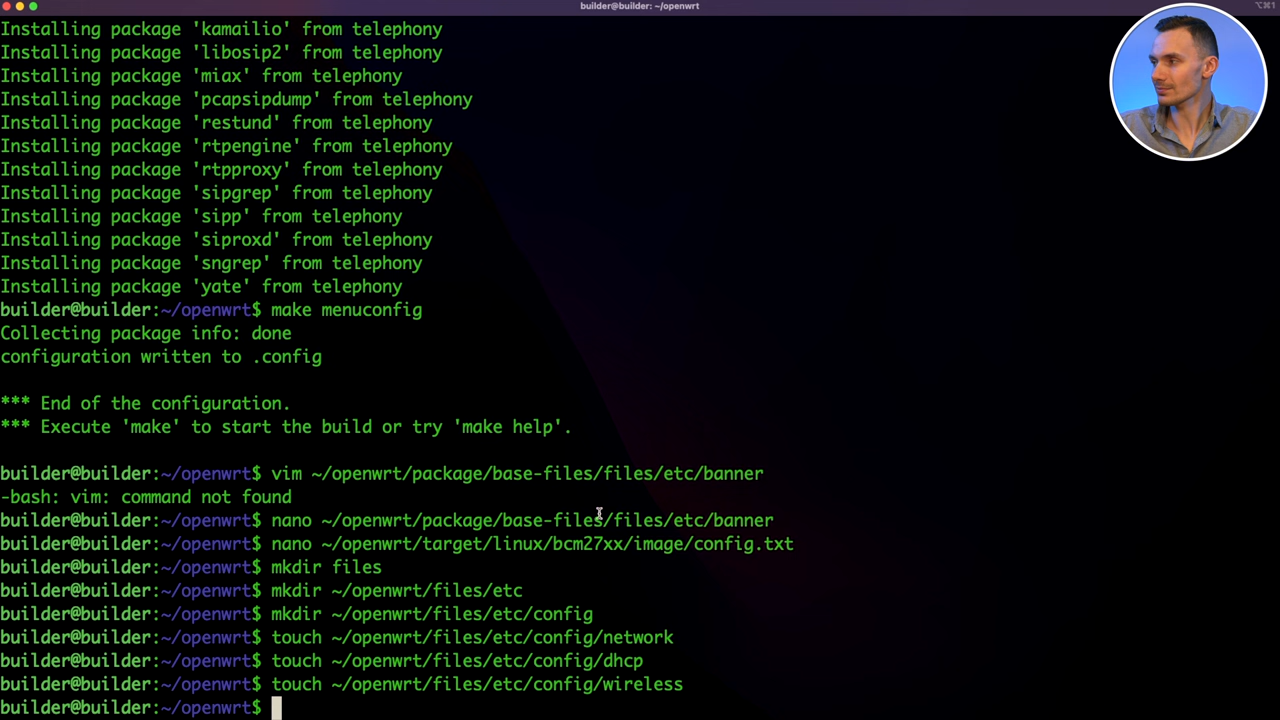 builder@builder: ~/openwrt
⌥⌘1
Installing package 'kamailio' from telephony
Installing package 'libosip2' from telephony
Installing package 'miax' from telephony
Installing package 'pcapsipdump' from telephony
Installing package 'restund' from telephony
Installing package 'rtpengine' from telephony
Installing package 'rtpproxy' from telephony
Installing package 'sipgrep' from telephony
Installing package 'sipp' from telephony
Installing package 'siproxd' from telephony
Installing package 'sngrep' from telephony
Installing package 'yate' from telephony
builder@builder:~/openwrt$ make menuconfig
Collecting package info: done
configuration written to .config
*** End of the configuration.
*** Execute 'make' to start the build or try 'make help'.
builder@builder:~/openwrt$ vim ~/openwrt/package/base-files/files/etc/banner
-bash: vim: command not found
builder@builder:~/openwrt$ nano ~/openwrt/package/base-files/files/etc/banner
builder@builder:~/openwrt$ nano ~/openwrt/target/linux/bcm27xx/image/config.txt
builder@builder:~/openwrt$ mkdir files
builder@builder:~/openwrt$ mkdir ~/openwrt/files/etc
builder@builder:~/openwrt$ mkdir ~/openwrt/files/etc/config
builder@builder:~/openwrt$ touch ~/openwrt/files/etc/config/network
builder@builder:~/openwrt$ touch ~/openwrt/files/etc/config/dhcp
builder@builder:~/openwrt$ touch ~/openwrt/files/etc/config/wireless
builder@builder:~/openwrt$